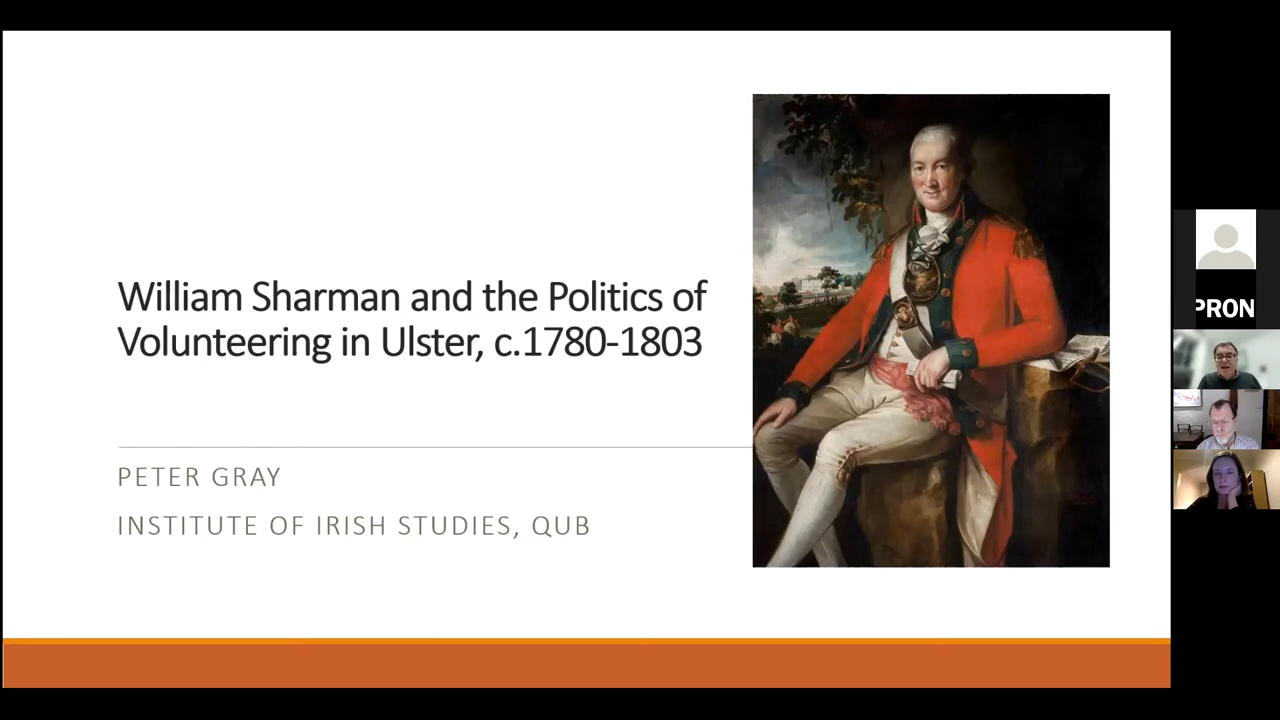 William Sharman and the Politics of
Volunteering in Ulster, c.1780-1803
PETER GRAY
INSTITUTE OF IRISH STUDIES, QUB
PRON